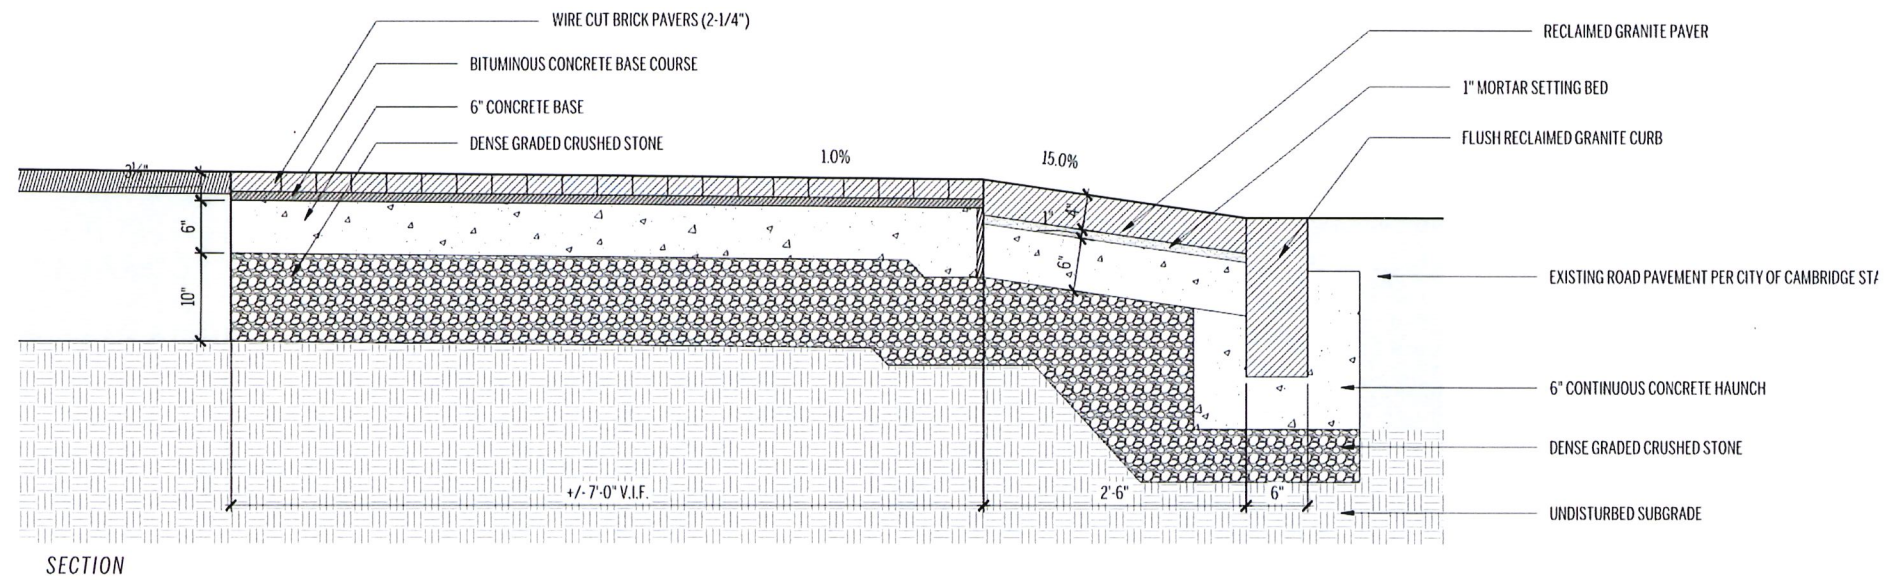 WIRE CUT BRICK PAVERS (2-1/4")
BITUMINOUS CONCRETE BASE COURSE
6" CONCRETE BASE
DENSE GRADED CRUSHED STONE
RECLAIMED GRANITE PAVER
1" MORTAR SETTING BED
FLUSH RECLAIMED GRANITE CURB
1.0%
15.0%
6"
10"
1"
4"
6"
EXISTING ROAD PAVEMENT PER CITY OF CAMBRIDGE STA
6" CONTINUOUS CONCRETE HAUNCH
DENSE GRADED CRUSHED STONE
UNDISTURBED SUBGRADE
+/- 7'-0" V.I.F.
2'-6"
6"
SECTION